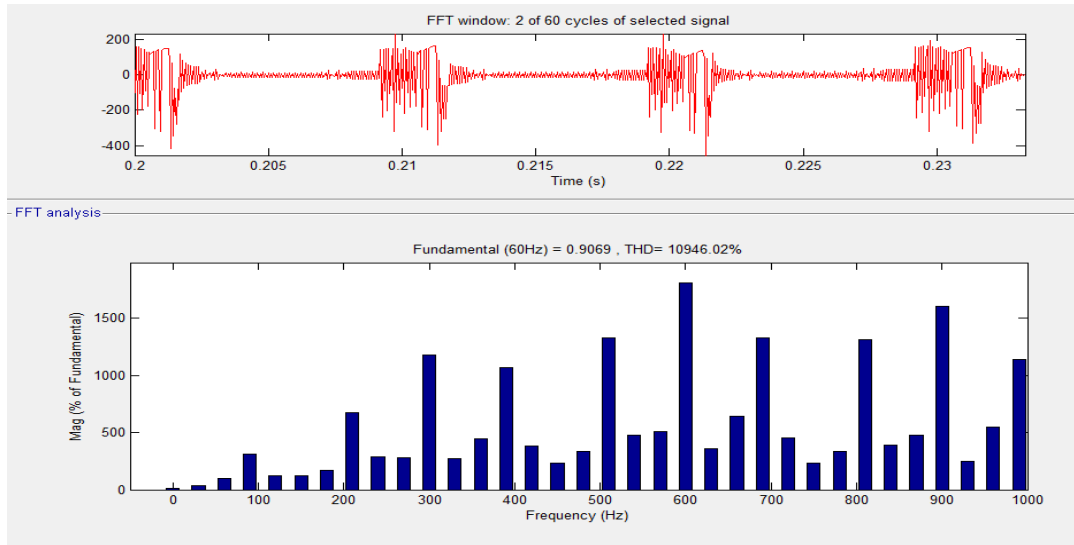 FFT window: 2 of 60 cycles of selected signal
200
0
-200
-400
0.2 0.205 0.21 0.215 0.22 0.225 0.23
Time (s)
FFT analysis
Fundamental (60Hz) = 0.9069 , THD= 10946.02%
Mag (% of Fundamental)
1500
1000
500
0
0 100 200 300 400 500 600 700 800 900 1000
Frequency (Hz)